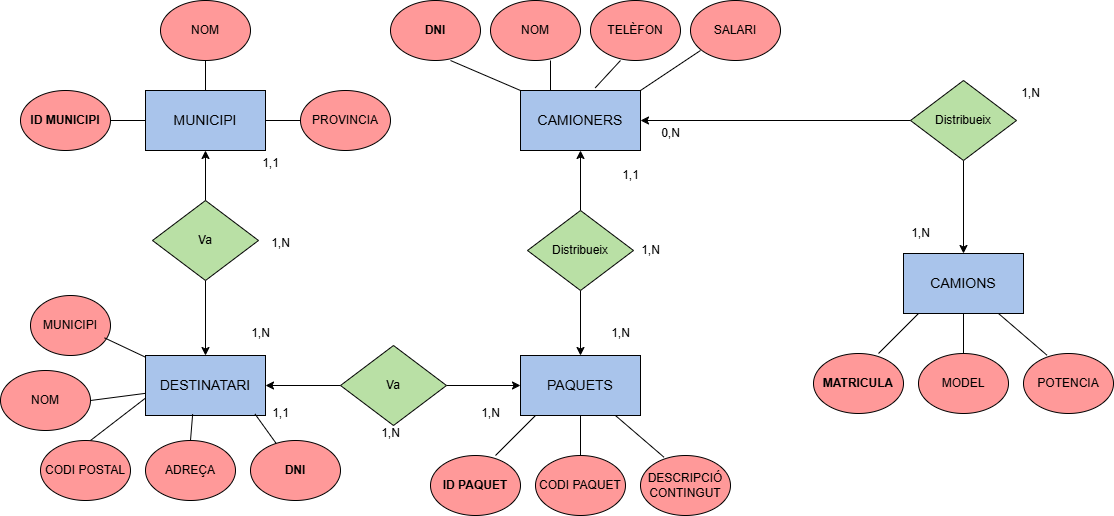 NOM
DNI
NOM
TELÈFON
SALARI
ID MUNICIPI
MUNICIPI
PROVINCIA
CAMIONERS
Distribueix
1,N
0,N
1,1
1,1
Va
1,N
Distribueix
1,N
1,N
CAMIONS
MUNICIPI
1,N
1,N
NOM
DESTINATARI
Va
PAQUETS
MATRICULA
MODEL
POTENCIA
1,1
1,N
1,N
CODI POSTAL
ADREÇA
DNI
ID PAQUET
CODI PAQUET
DESCRIPCIÓ
CONTINGUT